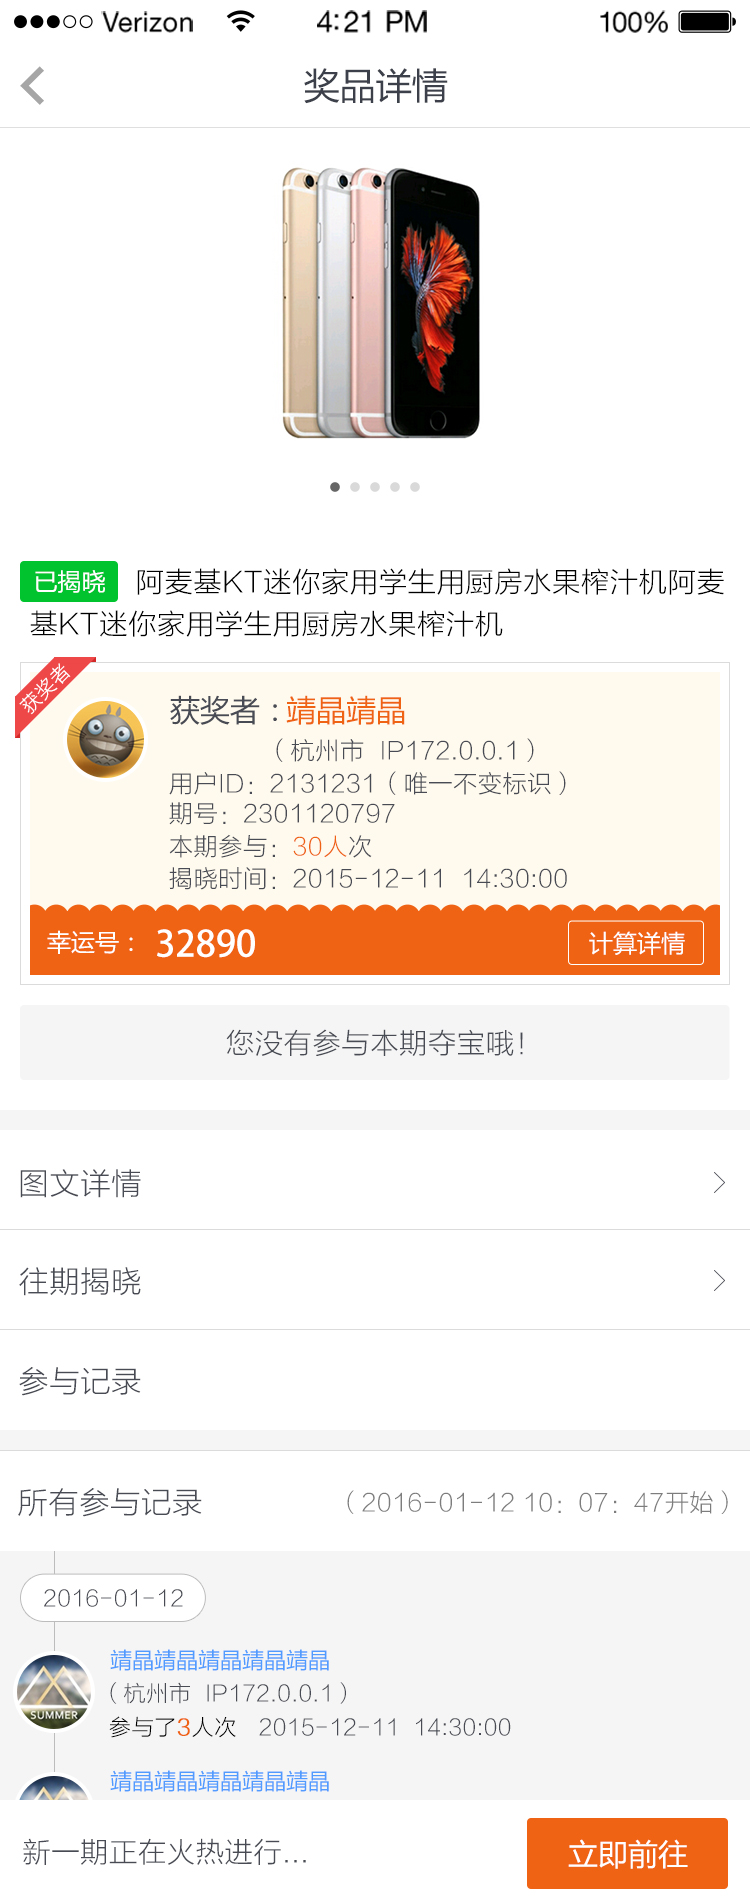 Verizon 4:21 PM 100%
奖品详情
已揭晓 阿麦基KT迷你家用学生用厨房水果榨汁机阿麦
基KT迷你家用学生用厨房水果榨汁机
获奖者
获奖者：靖晶靖晶
（杭州市 IP172.0.0.1）
用户ID：2131231（唯一不变标识）
期号：2301120797
本期参与：30人次
揭晓时间：2015-12-11 14:30:00
幸运号： 32890 计算详情
您没有参与本期夺宝哦！
图文详情
往期揭晓
参与记录
所有参与记录 （2016-01-12 10：07：47开始）
2016-01-12
靖晶靖晶靖晶靖晶靖晶
SUMMER
（杭州市 IP172.0.0.1）
参与了3人次 2015-12-11 14:30:00
靖晶靖晶靖晶靖晶靖晶
新一期正在火热进行... 立即前往